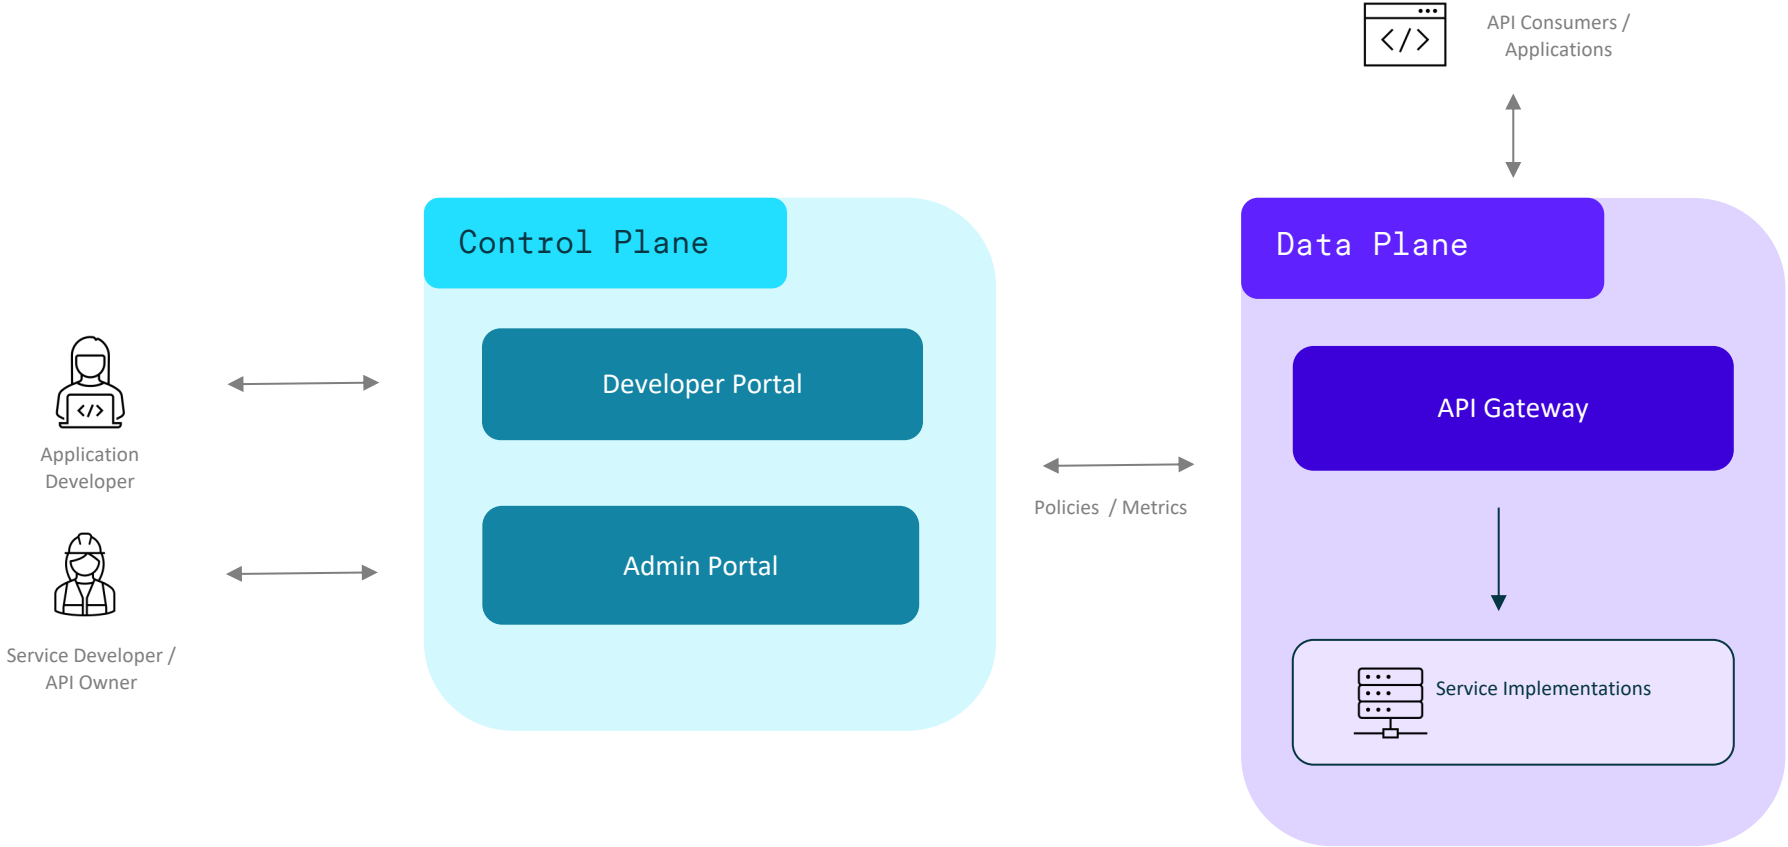 API Consumers /
Applications
Control Plane
Data Plane
Developer Portal
API Gateway
Application
Developer
Policies / Metrics
Admin Portal
Service Developer /
API Owner
Service Implementations